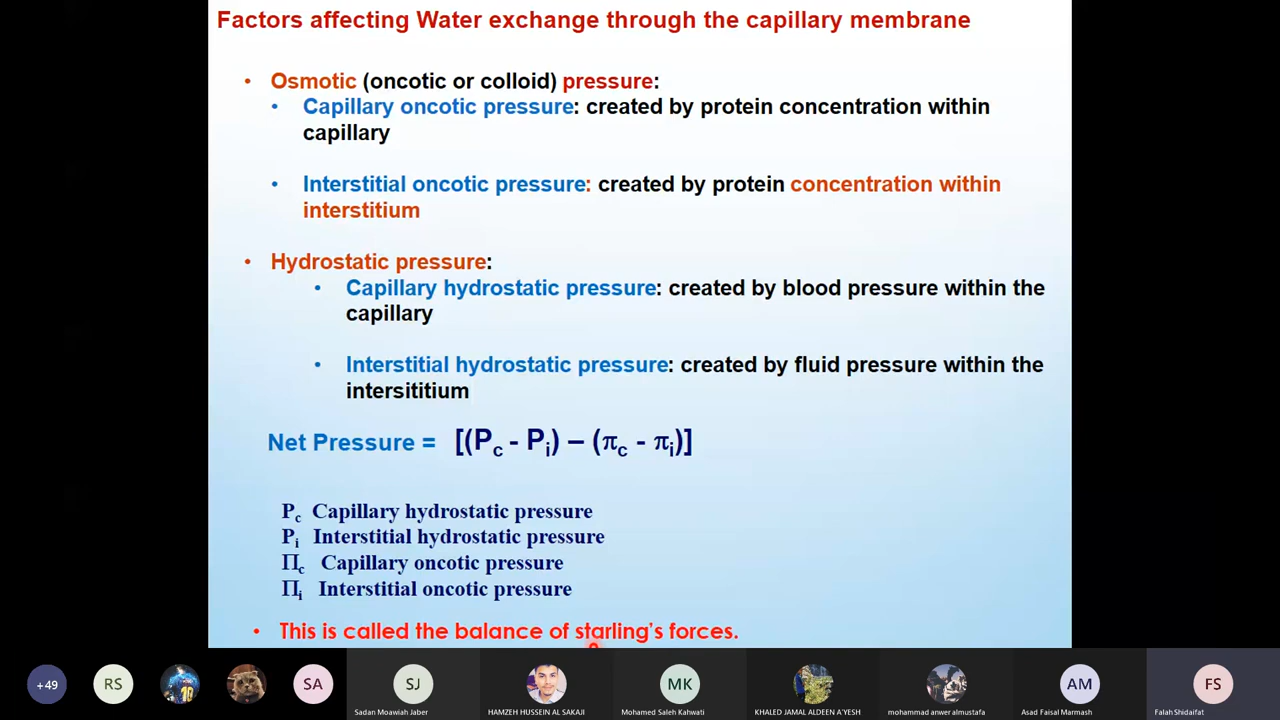 Factors affecting Water exchange through the capillary membrane
• Osmotic (oncotic or colloid) pressure:
• Capillary oncotic pressure: created by protein concentration within
capillary
• Interstitial oncotic pressure: created by protein concentration within
interstitium
• Hydrostatic pressure:
• Capillary hydrostatic pressure: created by blood pressure within the
capillary
• Interstitial hydrostatic pressure: created by fluid pressure within the
intersititium
Net Pressure = [(Pc - Pi) – (πc - πi)]
Pc Capillary hydrostatic pressure
Pi Interstitial hydrostatic pressure
Πc Capillary oncotic pressure
Πi Interstitial oncotic pressure
• This is called the balance of starling's forces.
+49 RS SA SJ MK AM FS
Sadan Moawiah Jaber HAMZEH HUSSEIN AL SAKAJI Mohamed Saleh Kahwati KHALED JAMAL ALDEEN A'YESH mohammad anwer almustafa Asad Faisal Marmash Falah Shidaifat